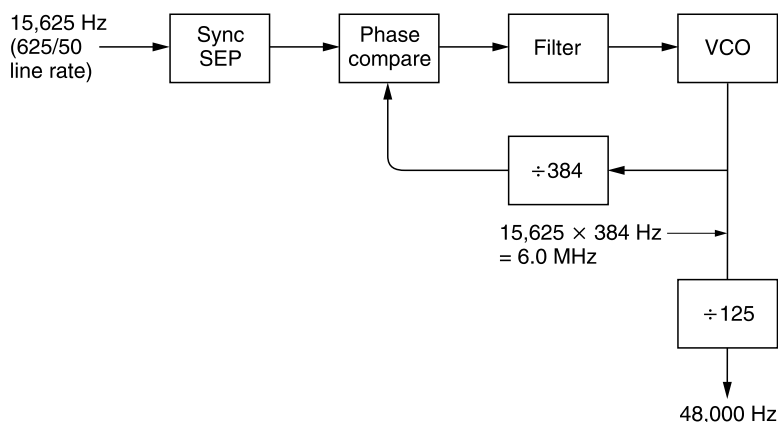 15,625 Hz
(625/50
line rate)
Sync
SEP
Phase
compare
Filter
VCO
÷384
15,625 × 384 Hz
= 6.0 MHz
÷125
48,000 Hz